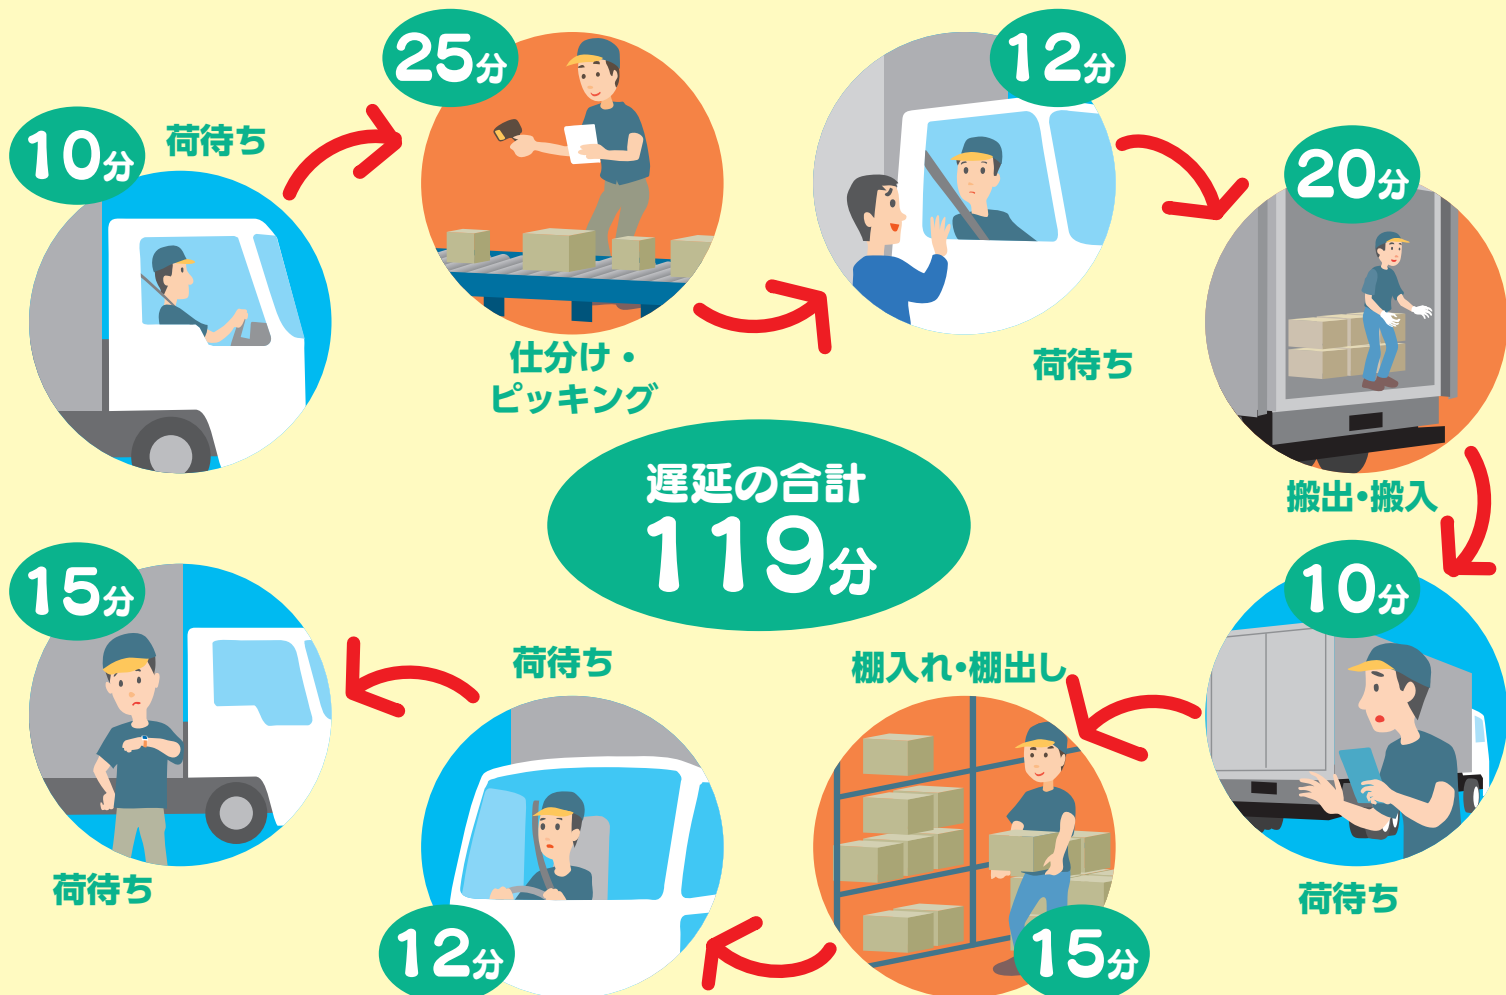 10分
荷待ち
25分
仕分け・
ピッキング
12分
荷待ち
20分
搬出・搬入
10分
荷待ち
棚入れ・棚出し
15分
荷待ち
12分
15分
荷待ち
遅延の合計
119分